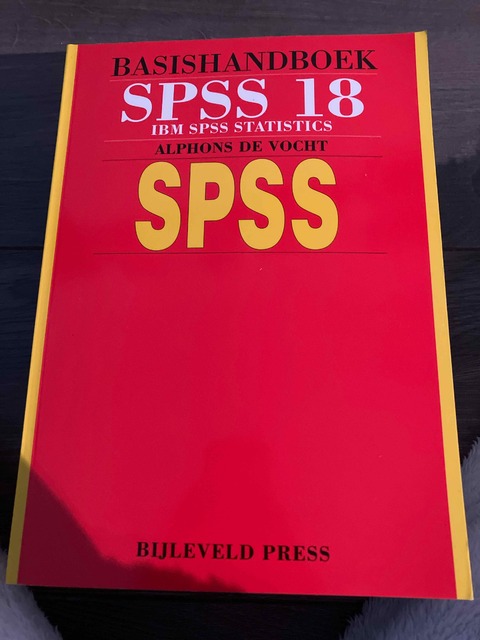 BASISHANDBOEK
SPSS 18
IBM SPSS STATISTICS
ALPHONS DE VOCHT
SPSS
BIJLEVELD PRESS